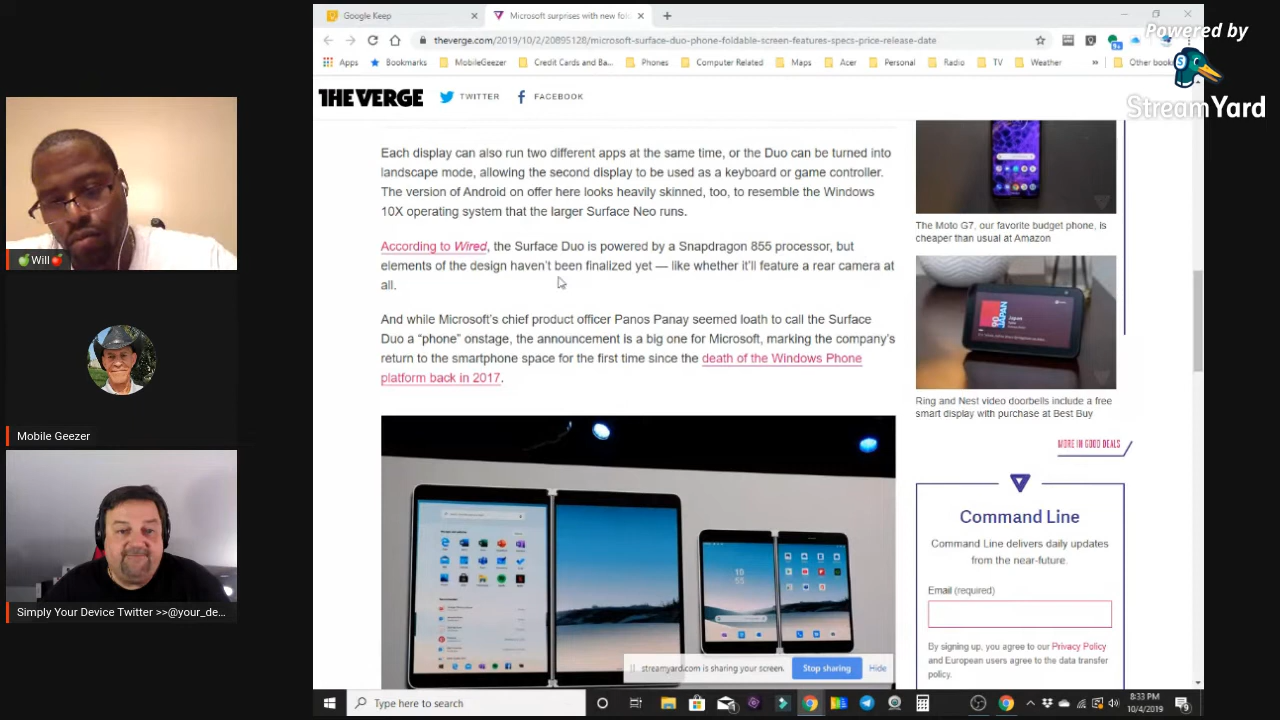 Google Keep
Microsoft surprises with new fol
theverge.com/2019/10/2/20895128/microsoft-surface-duo-phone-foldable-screen-features-specs-price-release-date
Apps
Bookmarks
MobileGeezer
Credit Cards and Ba...
Phones
Computer Related
Maps
Acer
Personal
Radio
TV
Weather
»
Other book
Powered by
StreamYard
THE VERGE
TWITTER
FACEBOOK
Each display can also run two different apps at the same time, or the Duo can be turned into
landscape mode, allowing the second display to be used as a keyboard or game controller.
The version of Android on offer here looks heavily skinned, too, to resemble the Windows
10X operating system that the larger Surface Neo runs.
According to Wired, the Surface Duo is powered by a Snapdragon 855 processor, but
elements of the design haven't been finalized yet — like whether it'll feature a rear camera at
all.
And while Microsoft's chief product officer Panos Panay seemed loath to call the Surface
Duo a “phone” onstage, the announcement is a big one for Microsoft, marking the company's
return to the smartphone space for the first time since the death of the Windows Phone
platform back in 2017.
10
55
The Moto G7, our favorite budget phone, is
cheaper than usual at Amazon
Japan
Ring and Nest video doorbells include a free
smart display with purchase at Best Buy
MORE IN GOOD DEALS
Command Line
Command Line delivers daily updates
from the near-future.
Email (required)
By signing up, you agree to our Privacy Policy
and European users agree to the data transfer
policy.
streamyard.com is sharing your screen.
Stop sharing
Hide
🍏Will🍎
Mobile Geezer
Simply Your Device Twitter >>@your_de...
Type here to search
8:33 PM
10/4/2019